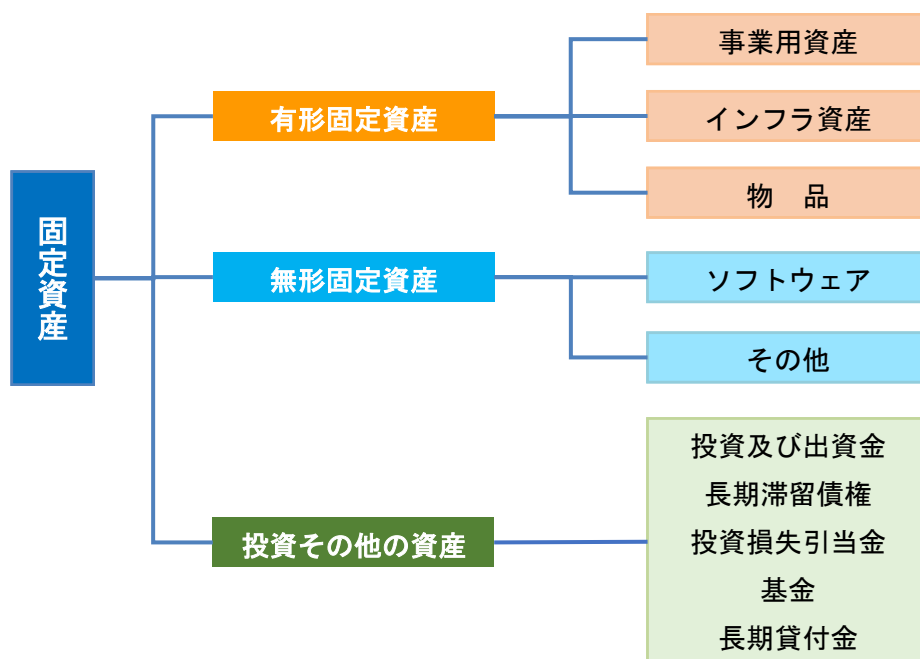 固定資産
有形固定資産
事業用資産
インフラ資産
物　品
無形固定資産
ソフトウェア
その他
投資その他の資産
投資及び出資金
長期滞留債権
投資損失引当金
基金
長期貸付金